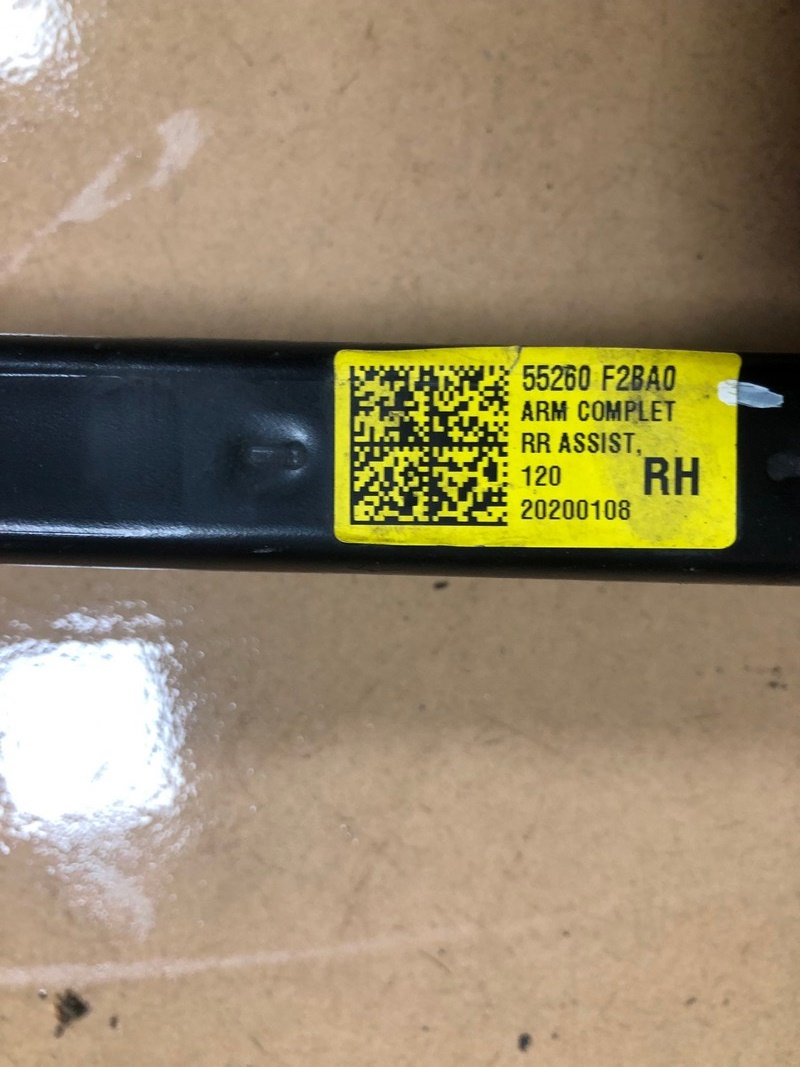 55260 F2BA0
ARM COMPLET
RR ASSIST,
120 RH
20200108